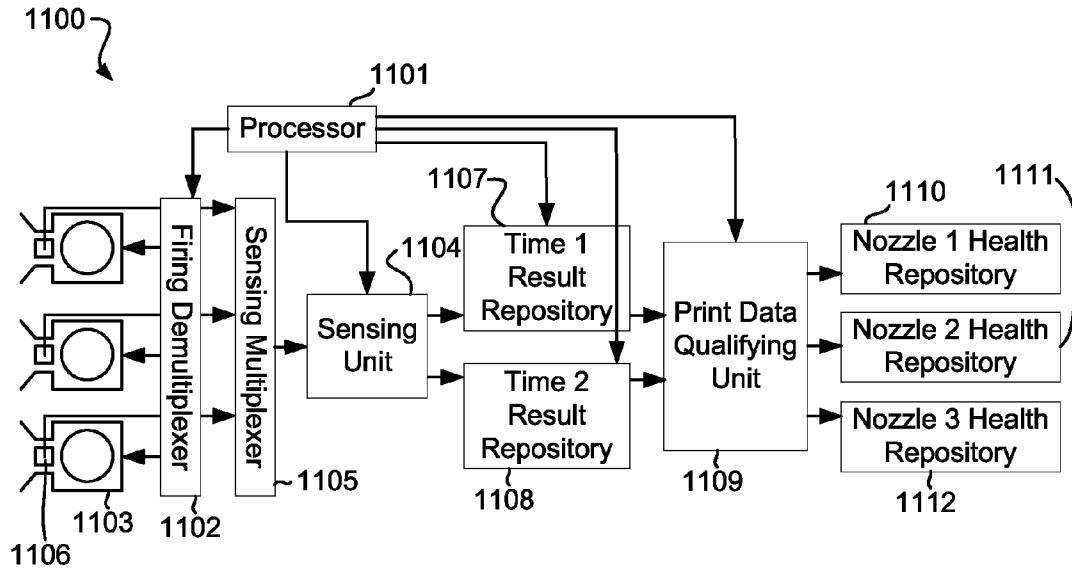 1100
1101
Processor
1107
1110
1111
Firing Demultiplexer
Sensing Multiplexer
1104
Time 1
Result
Repository
Nozzle 1 Health
Repository
Sensing
Unit
Print Data
Qualifying
Unit
Nozzle 2 Health
Repository
Time 2
Result
Repository
Nozzle 3 Health
Repository
1105
1108
1109
1112
1103
1102
1106